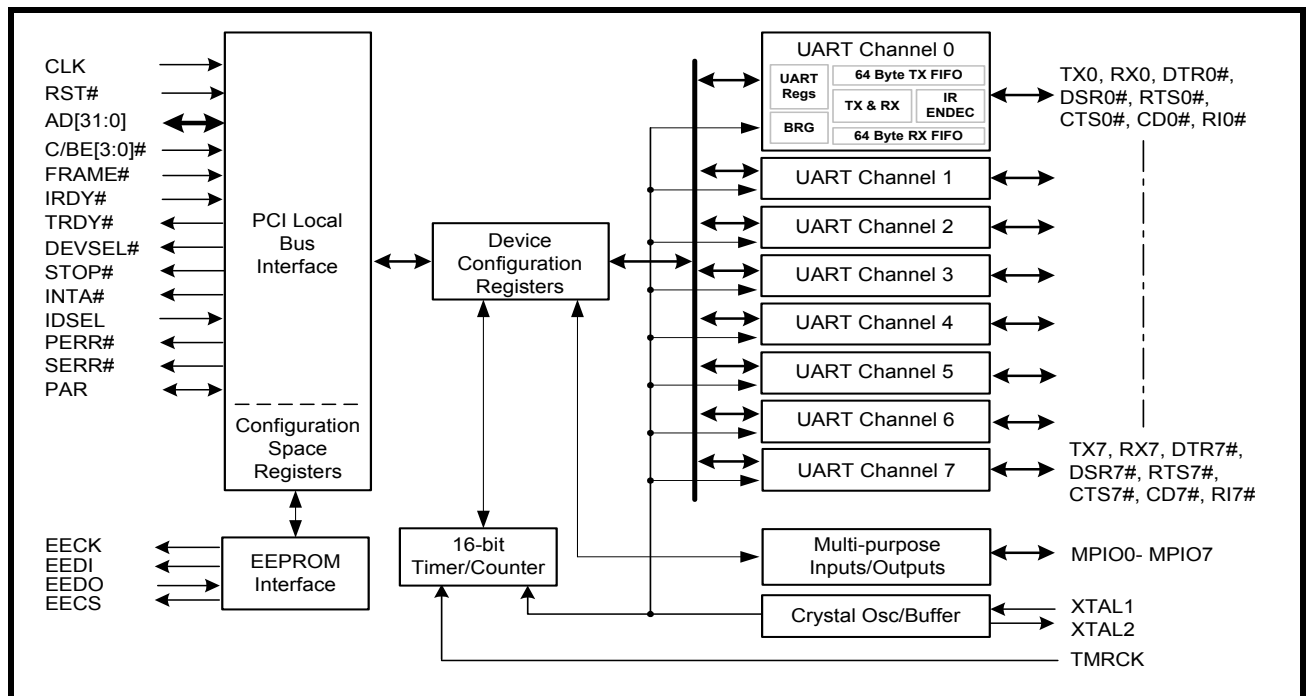 CLK
RST#
AD[31:0]
C/BE[3:0]#
FRAME#
IRDY#
TRDY#
DEVSEL#
STOP#
INTA#
IDSEL
PERR#
SERR#
PAR
EECK
EEDI
EEDO
EECS
PCI Local
Bus
Interface
Configuration
Space
Registers
EEPROM
Interface
Device
Configuration
Registers
16-bit
Timer/Counter
UART Channel 0
UART
Regs
BRG
64 Byte TX FIFO
TX & RX
IR
ENDEC
64 Byte RX FIFO
UART Channel 1
UART Channel 2
UART Channel 3
UART Channel 4
UART Channel 5
UART Channel 6
UART Channel 7
Multi-purpose
Inputs/Outputs
Crystal Osc/Buffer
TX0, RX0, DTR0#,
DSR0#, RTS0#,
CTS0#, CD0#, RI0#
TX7, RX7, DTR7#,
DSR7#, RTS7#,
CTS7#, CD7#, RI7#
MPIO0- MPIO7
XTAL1
XTAL2
TMRCK